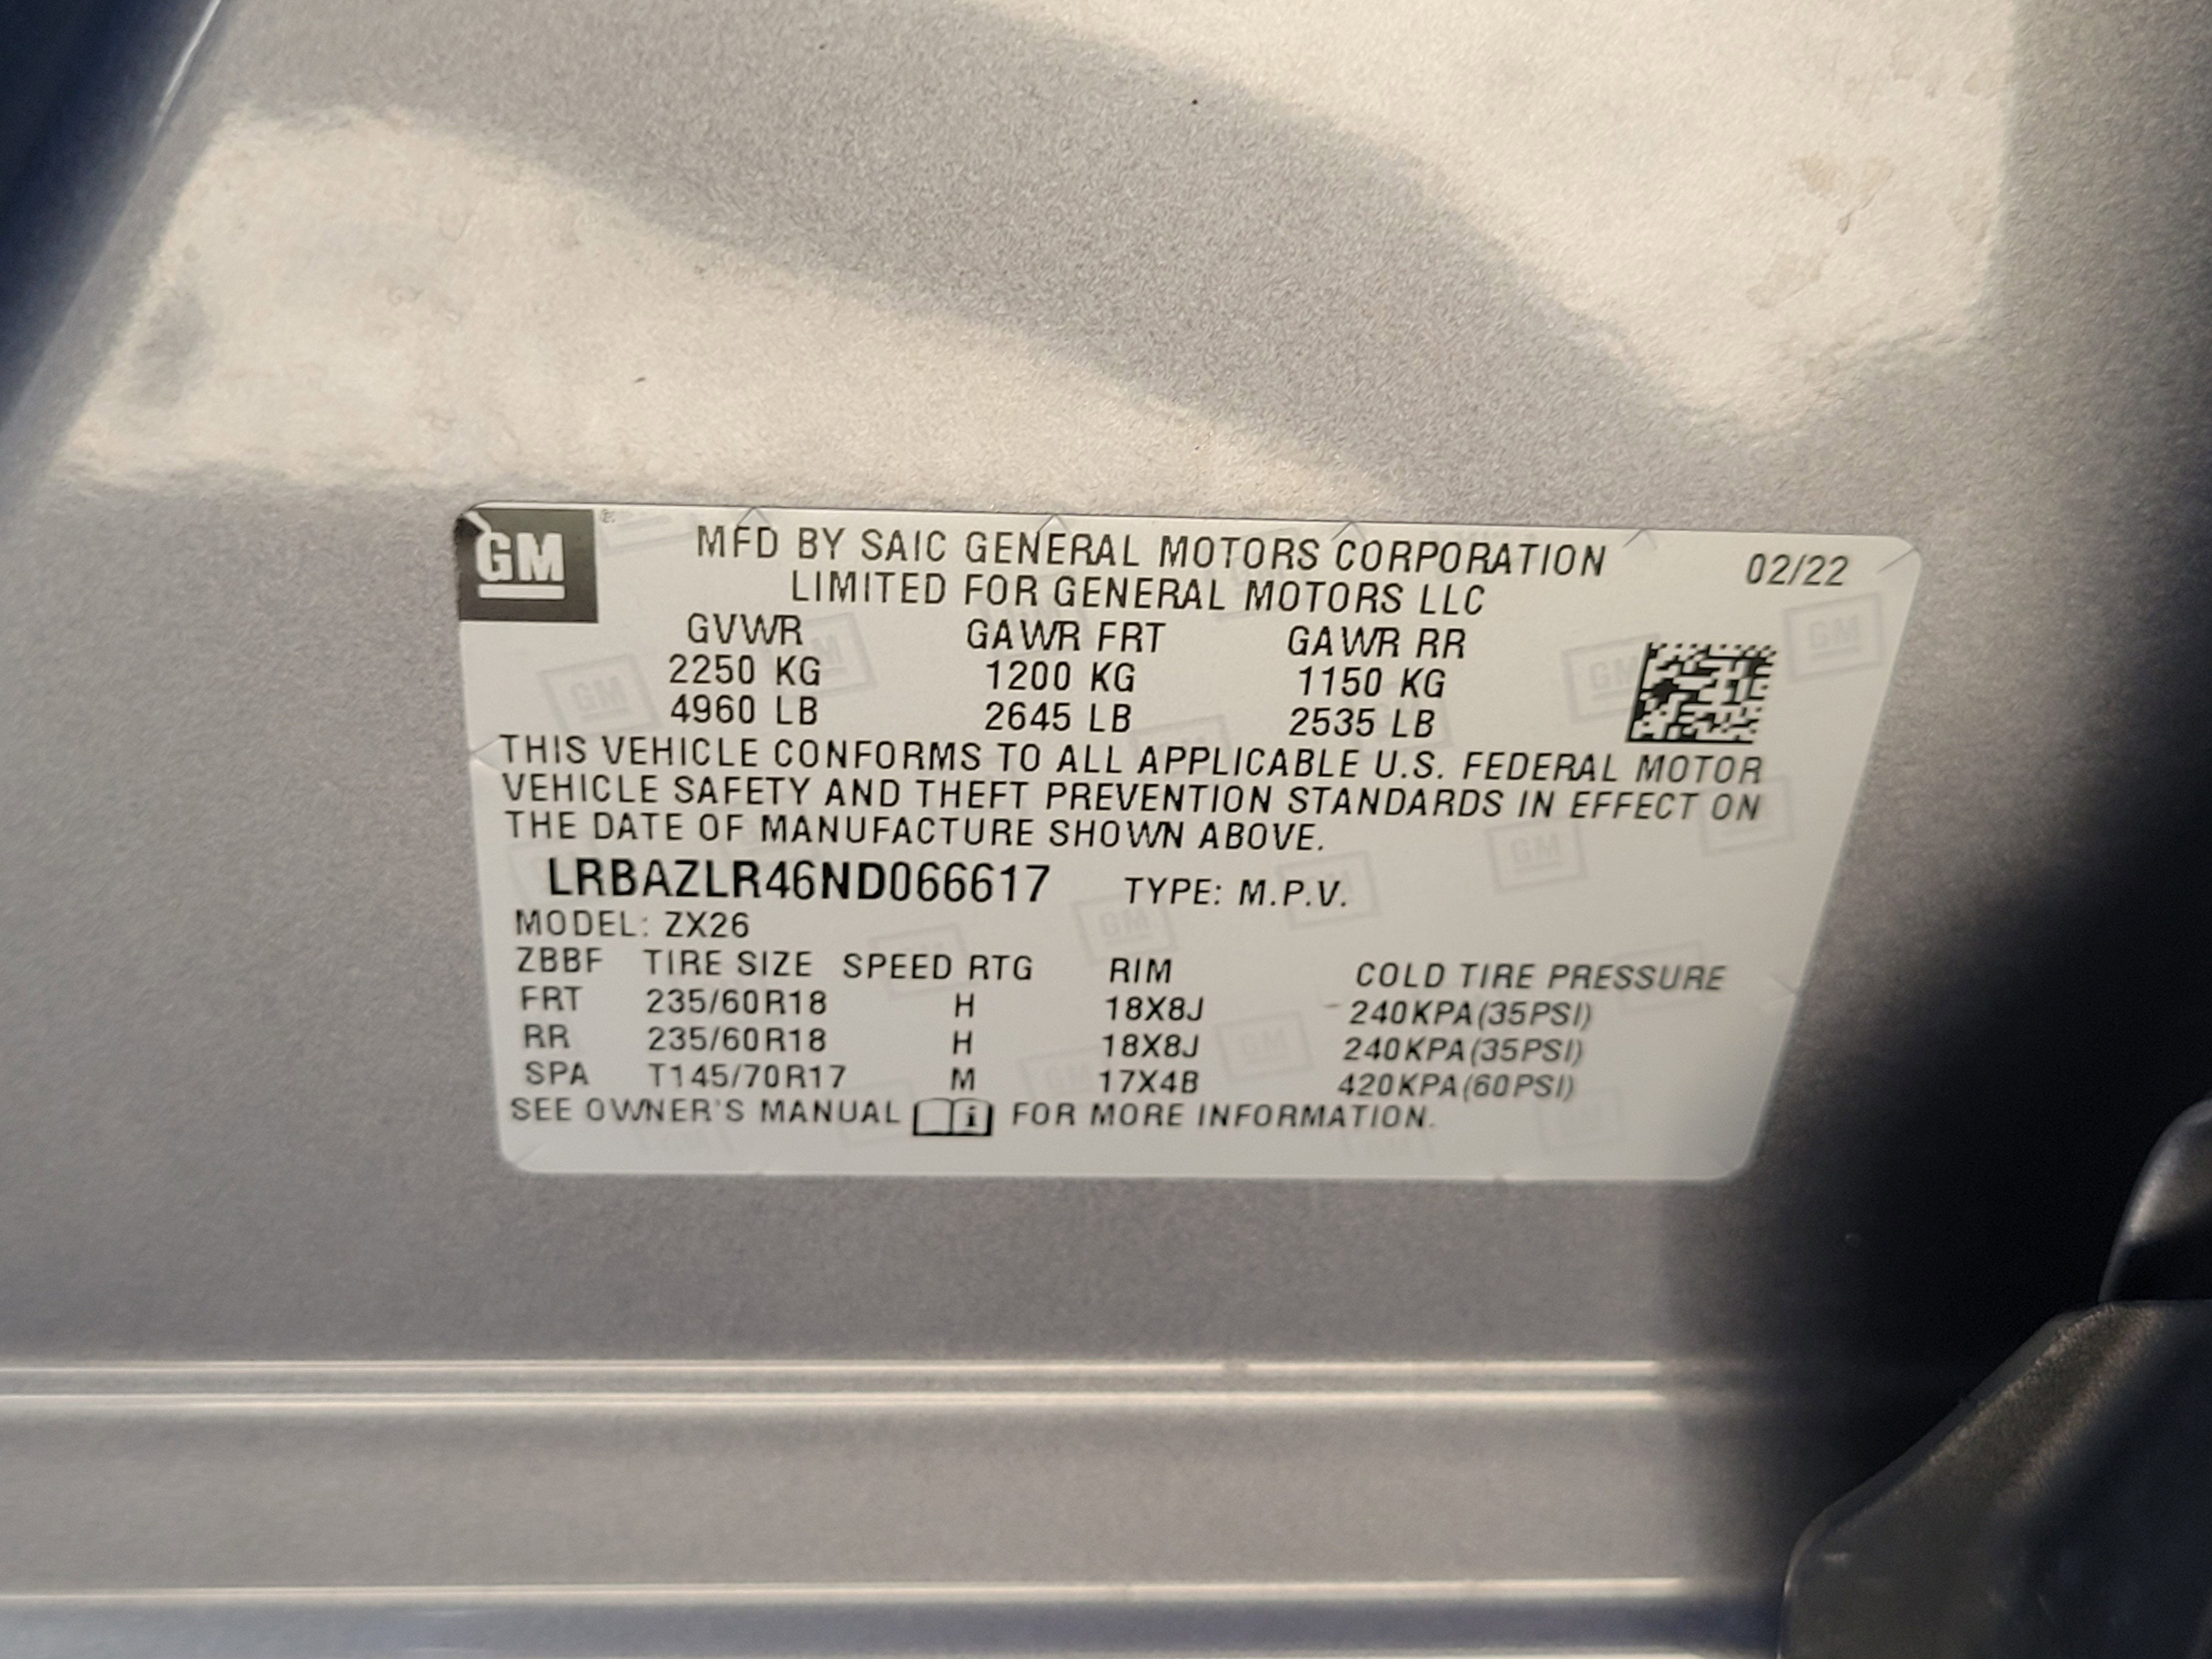 GM
MFD BY SAIC GENERAL MOTORS CORPORATION 02/22
LIMITED FOR GENERAL MOTORS LLC
GVWR GAWR FRT GAWR RR
2250 KG 1200 KG 1150 KG
4960 LB 2645 LB 2535 LB
THIS VEHICLE CONFORMS TO ALL APPLICABLE U.S. FEDERAL MOTOR
VEHICLE SAFETY AND THEFT PREVENTION STANDARDS IN EFFECT ON
THE DATE OF MANUFACTURE SHOWN ABOVE.
LRBAZLR46ND066617 TYPE: M.P.V.
MODEL: ZX26
ZBBF TIRE SIZE SPEED RTG RIM COLD TIRE PRESSURE
FRT 235/60R18 H 18X8J 240KPA(35PSI)
RR 235/60R18 H 18X8J 240KPA(35PSI)
SPA T145/70R17 M 17X4B 420KPA(60PSI)
SEE OWNER'S MANUAL i FOR MORE INFORMATION.